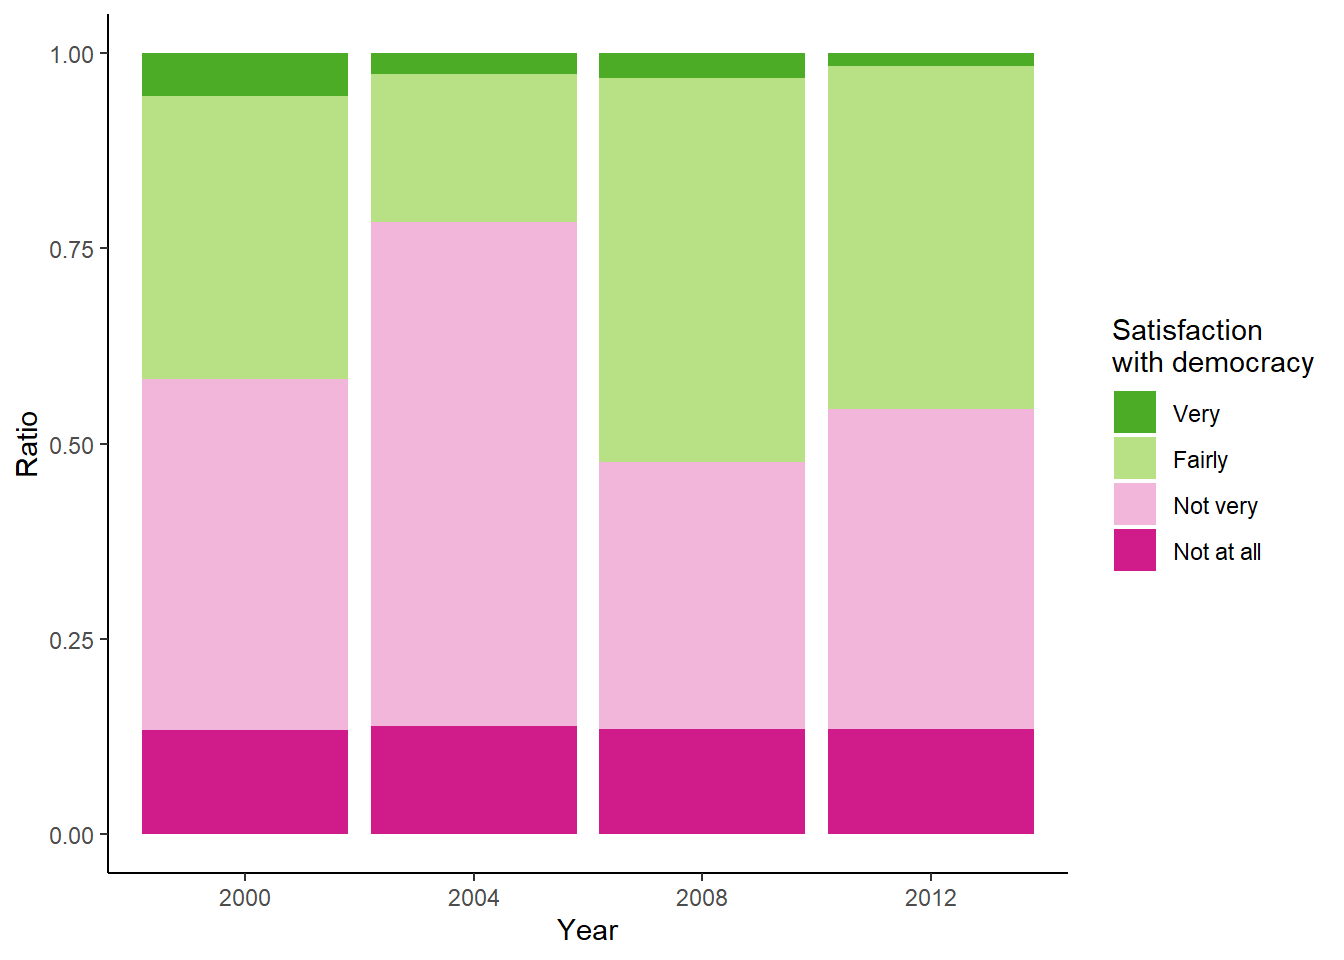 1.00
0.75
0.50
0.25
0.00
Ratio
2000
2004
2008
2012
Year
Satisfaction
with democracy
Very
Fairly
Not very
Not at all